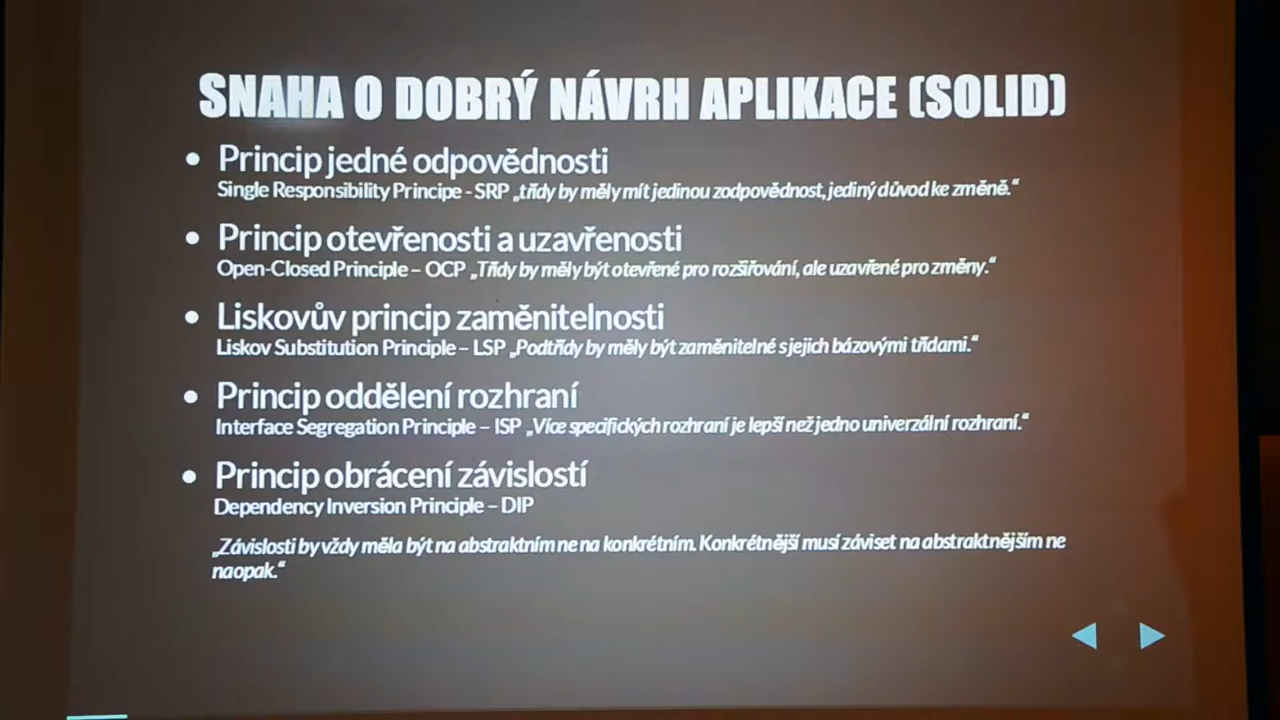 SNAHA O DOBRÝ NÁVRH APLIKACE (SOLID)
• Princip jedné odpovědnosti
Single Responsibility Principe - SRP „třídy by měly mít jedinou zodpovědnost, jediný důvod ke změně.“
• Princip otevřenosti a uzavřenosti
Open-Closed Principle – OCP „Třídy by měly být otevřené pro rozšiřování, ale uzavřené pro změny.“
• Liskovův princip zaměnitelnosti
Liskov Substitution Principle – LSP „Podtřídy by měly být zaměnitelné s jejich bázovými třídami.“
• Princip oddělení rozhraní
Interface Segregation Principle – ISP „Více specifických rozhraní je lepší než jedno univerzální rozhraní.“
• Princip obrácení závislostí
Dependency Inversion Principle – DIP
„Závislosti by vždy měla být na abstraktním ne na konkrétním. Konkrétnější musí záviset na abstraktnějším ne
naopak.“